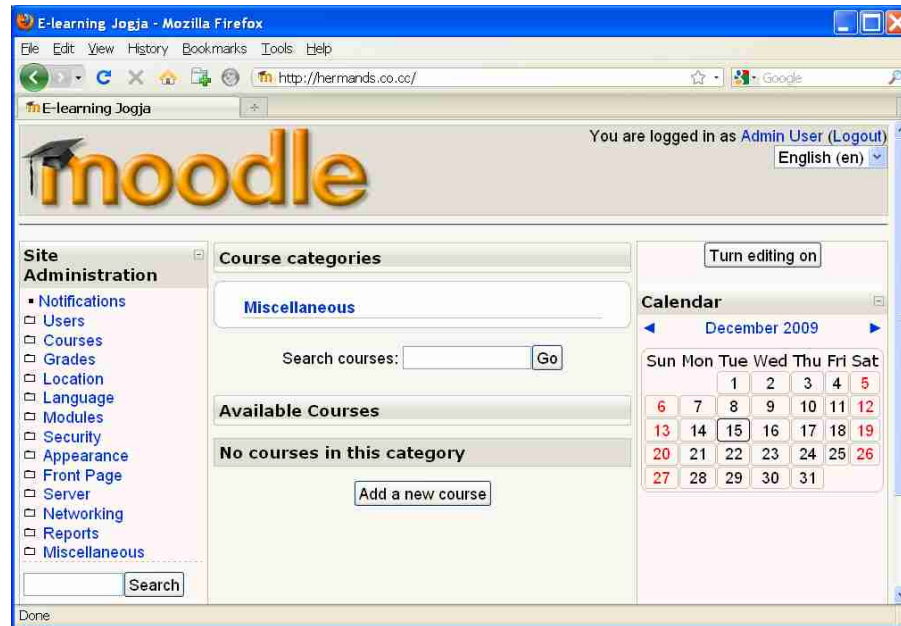 E-learning Jogja - Mozilla Firefox
File Edit View History Bookmarks Tools Help
http://hermands.co.cc/
Google
E-learning Jogja
moodle
You are logged in as Admin User (Logout)
English (en)
Site
Administration
Notifications
Users
Courses
Grades
Location
Language
Modules
Security
Appearance
Front Page
Server
Networking
Reports
Miscellaneous
Search
Course categories
Miscellaneous
Search courses: Go
Available Courses
No courses in this category
Add a new course
Turn editing on
Calendar
December 2009
Sun Mon Tue Wed Thu Fri Sat
1 2 3 4 5
6 7 8 9 10 11 12
13 14 15 16 17 18 19
20 21 22 23 24 25 26
27 28 29 30 31
Done